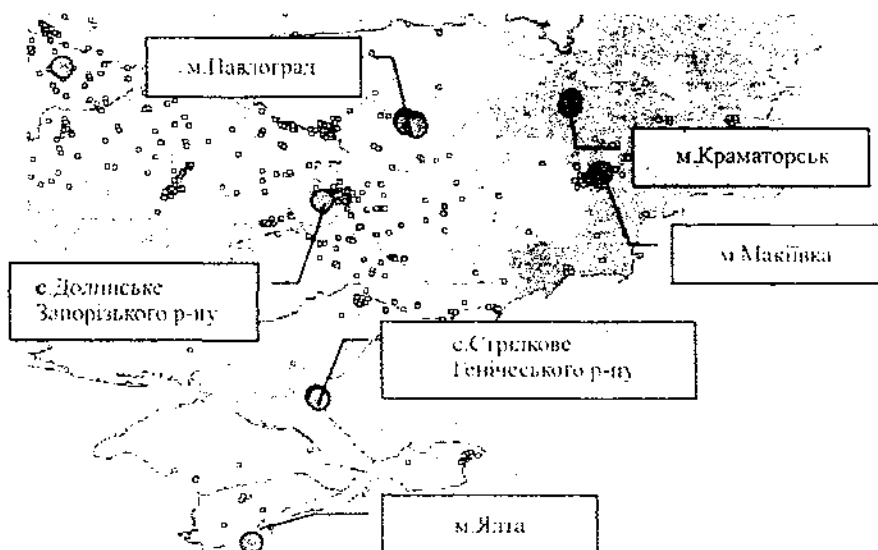 м.Павлоград
м.Краматорськ
м.Макіївка
с.Долинське
Запорізького р-ну
с.Стрілкове
Генічеського р-ну
м.Ялта